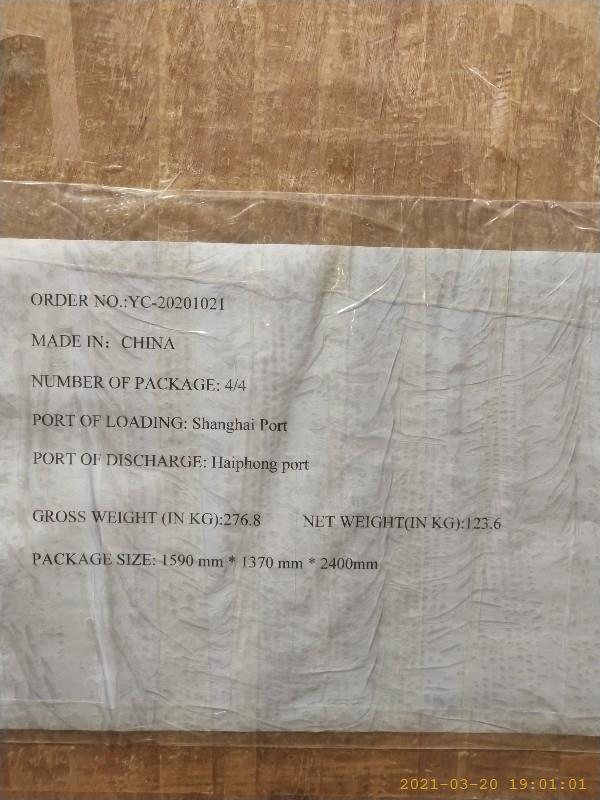 ORDER NO.:YC-20201021
MADE IN: CHINA
NUMBER OF PACKAGE: 4/4
PORT OF LOADING: Shanghai Port
PORT OF DISCHARGE: Haiphong port
GROSS WEIGHT (IN KG):276.8 NET WEIGHT(IN KG):123.6
PACKAGE SIZE: 1590 mm * 1370 mm * 2400mm
2021-03-20 19:01:01